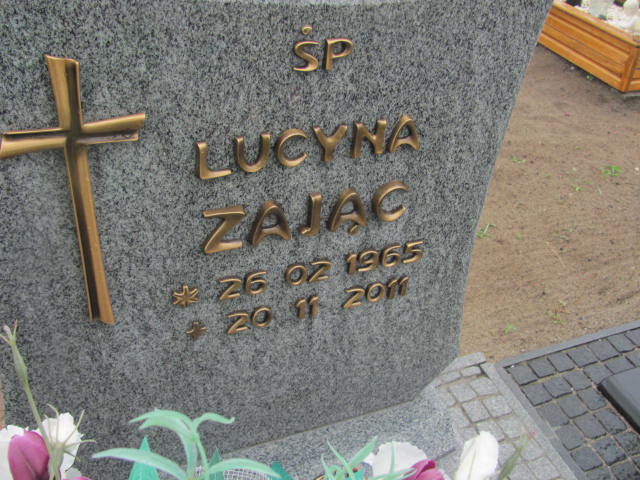 ŚP
LUCYNA
ZAJĄC
* 26 02 1965
+ 20 11 2011